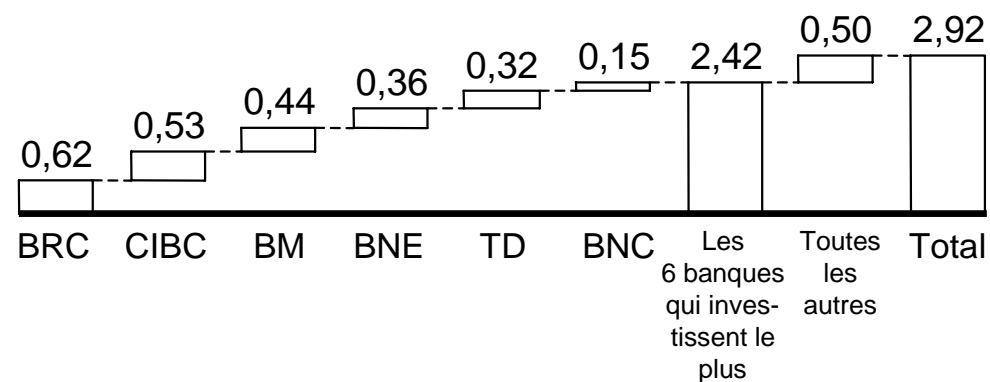 0,62
0,53
0,44
0,36
0,32
0,15
2,42
0,50
2,92
BRC
CIBC
BM
BNE
TD
BNC
Les
6 banques
qui inves-
tissent le
plus
Toutes
les
autres
Total